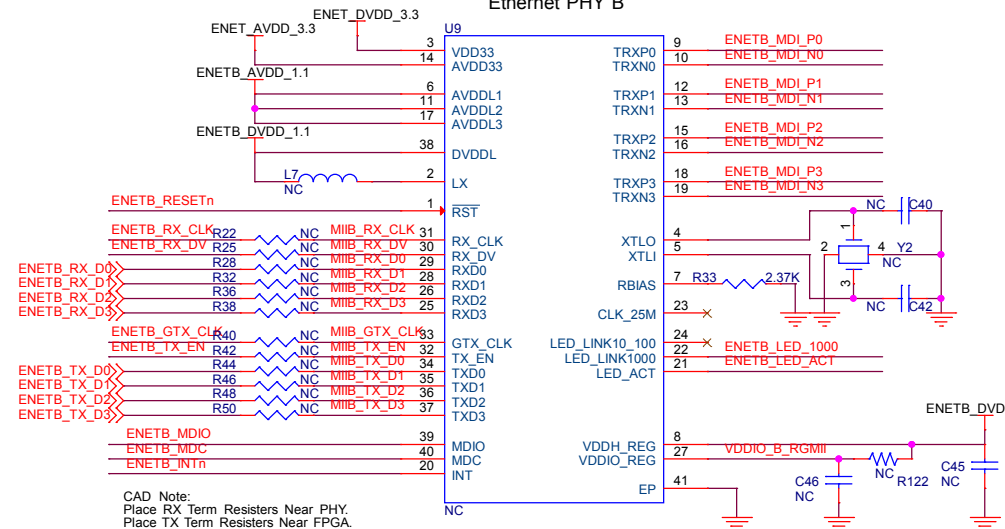 Ethernet PHY B
ENET_DVDD_3.3
ENET_AVDD_3.3
ENETB_AVDD_1.1
ENETB_DVDD_1.1
L7
NC
ENETB_RESETn
ENETB_RX_CLK R22 NC MIIB_RX_CLK
ENETB_RX_DV R25 NC MIIB_RX_DV
ENETB_RX_D0 R28 NC MIIB_RX_D0
ENETB_RX_D1 R32 NC MIIB_RX_D1
ENETB_RX_D2 R36 NC MIIB_RX_D2
ENETB_RX_D3 R38 NC MIIB_RX_D3
ENETB_GTX_CLK R40 NC MIIB_GTX_CLK
ENETB_TX_EN R42 NC MIIB_TX_EN
ENETB_TX_D0 R44 NC MIIB_TX_D0
ENETB_TX_D1 R46 NC MIIB_TX_D1
ENETB_TX_D2 R48 NC MIIB_TX_D2
ENETB_TX_D3 R50 NC MIIB_TX_D3
ENETB_MDIO
ENETB_MDC
ENETB_INTn
U9
3 VDD33
14 AVDD33
6 AVDDL1
11 AVDDL2
17 AVDDL3
38 DVDDL
2 LX
1 RST
31 RX_CLK
30 RX_DV
29 RXD0
28 RXD1
26 RXD2
25 RXD3
33 GTX_CLK
32 TX_EN
34 TXD0
35 TXD1
36 TXD2
37 TXD3
39 MDIO
40 MDC
20 INT
NC
TRXP0 9 ENETB_MDI_P0
TRXN0 10 ENETB_MDI_N0
TRXP1 12 ENETB_MDI_P1
TRXN1 13 ENETB_MDI_N1
TRXP2 15 ENETB_MDI_P2
TRXN2 16 ENETB_MDI_N2
TRXP3 18 ENETB_MDI_P3
TRXN3 19 ENETB_MDI_N3
XTLO 4
XTLI 5
RBIAS 7 R33 2.37K
CLK_25M 23
LED_LINK10_100 24
LED_LINK1000 22 ENETB_LED_1000
LED_ACT 21 ENETB_LED_ACT
VDDH_REG 8
VDDIO_REG 27 VDDIO_B_RGMII
EP 41
NC C40
1
2 4 Y2
NC
3
NC C42
ENETB_DVD
NC R122
C46
NC
C45
NC
CAD Note:
Place RX Term Resisters Near PHY.
Place TX Term Resisters Near FPGA.